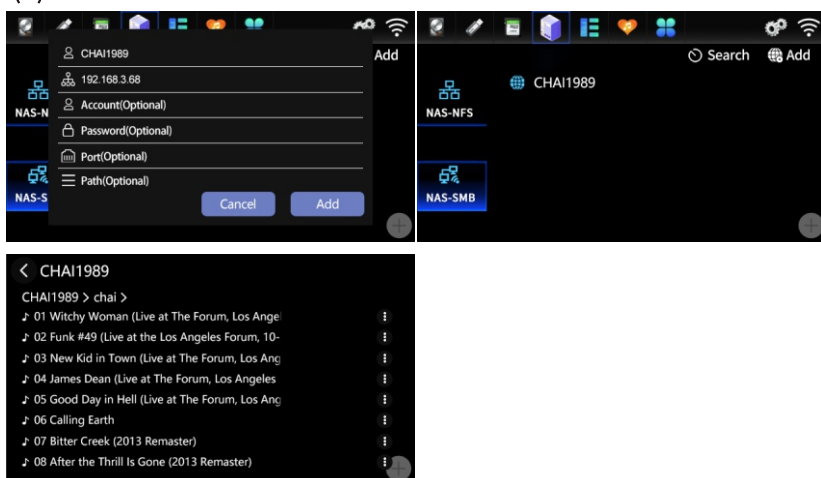 CHAI1989
192.168.3.68
Account(Optional)
Password(Optional)
Port(Optional)
Path(Optional)
Cancel Add
Add
NAS-N
NAS-S
Search Add
NAS-NFS
CHAI1989
NAS-SMB
CHAI1989
CHAI1989 > chai >
01 Witchy Woman (Live at The Forum, Los Angel
02 Funk #49 (Live at the Los Angeles Forum, 10-
03 New Kid in Town (Live at The Forum, Los Ang
04 James Dean (Live at The Forum, Los Angeles
05 Good Day in Hell (Live at The Forum, Los Ang
06 Calling Earth
07 Bitter Creek (2013 Remaster)
08 After the Thrill Is Gone (2013 Remaster)